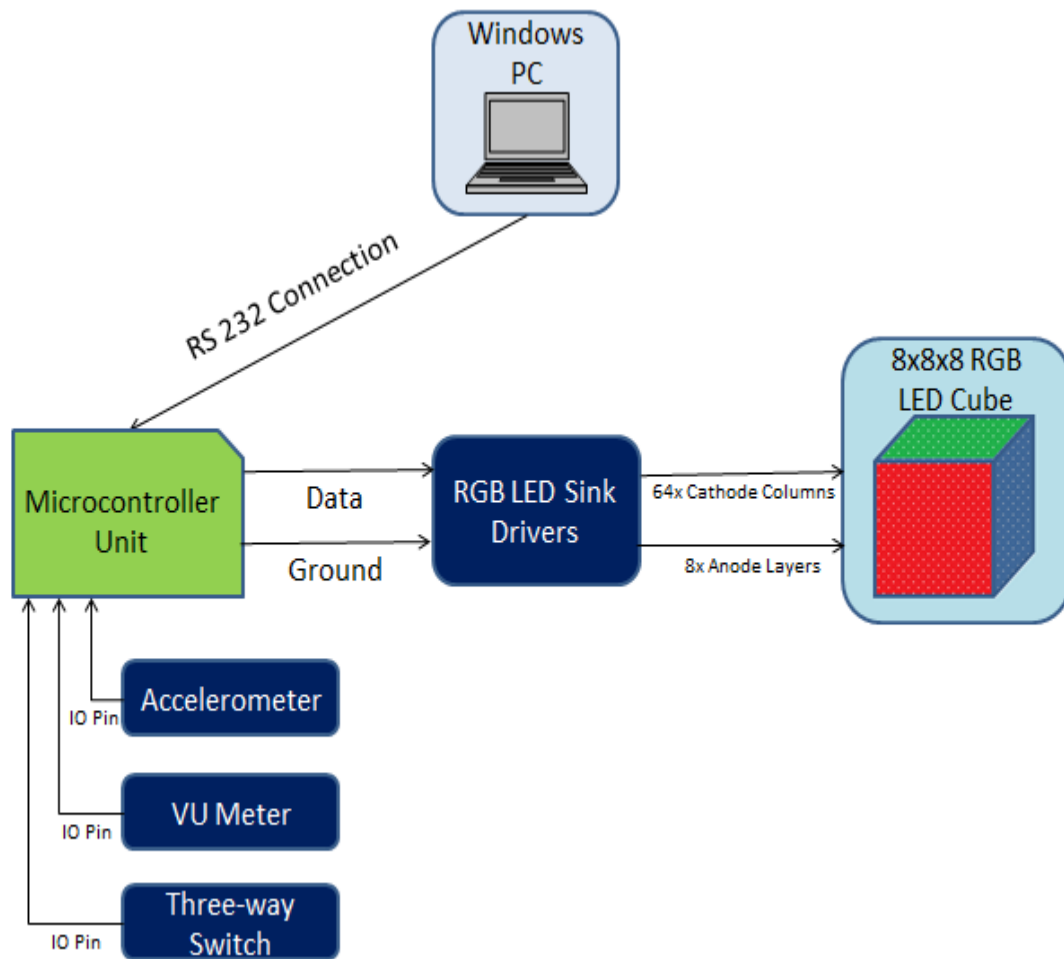 Windows
PC
RS 232 Connection
8x8x8 RGB
LED Cube
Microcontroller
Unit
Data
Ground
RGB LED Sink
Drivers
64x Cathode Columns
8x Anode Layers
Accelerometer
IO Pin
VU Meter
IO Pin
Three-way
Switch
IO Pin